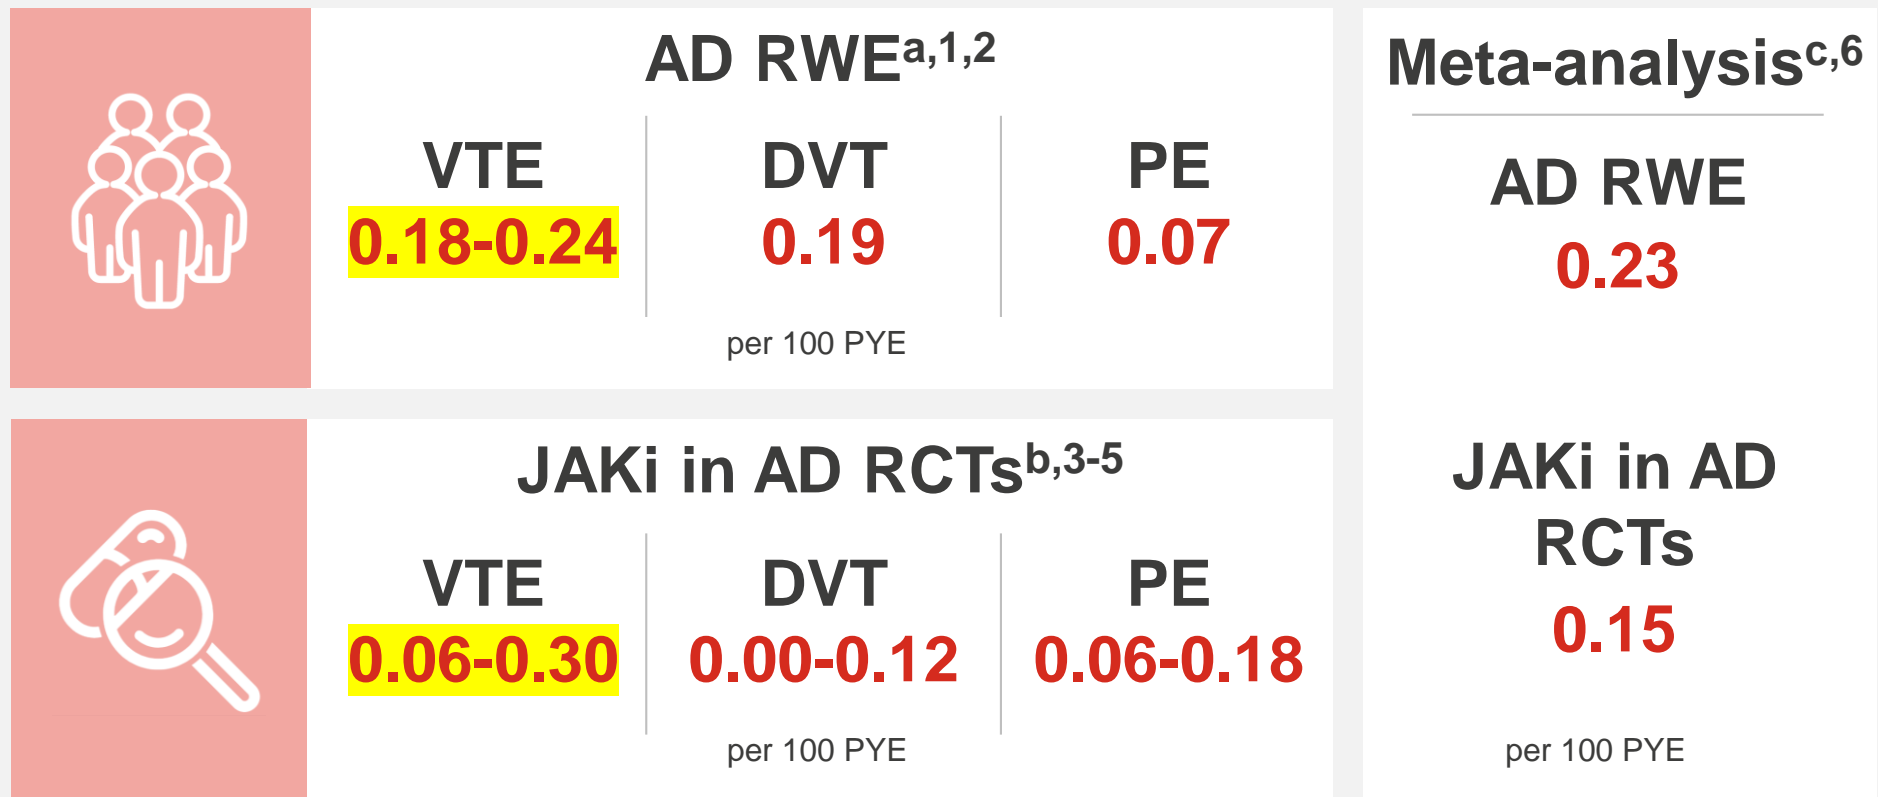 AD RWEa,1,2
VTE
0.18-0.24
DVT
0.19
PE
0.07
per 100 PYE
JAKi in AD RCTsb,3-5
VTE
0.06-0.30
DVT
0.00-0.12
PE
0.06-0.18
per 100 PYE
Meta-analysisc,6
AD RWE
0.23
JAKi in AD
RCTs
0.15
per 100 PYE